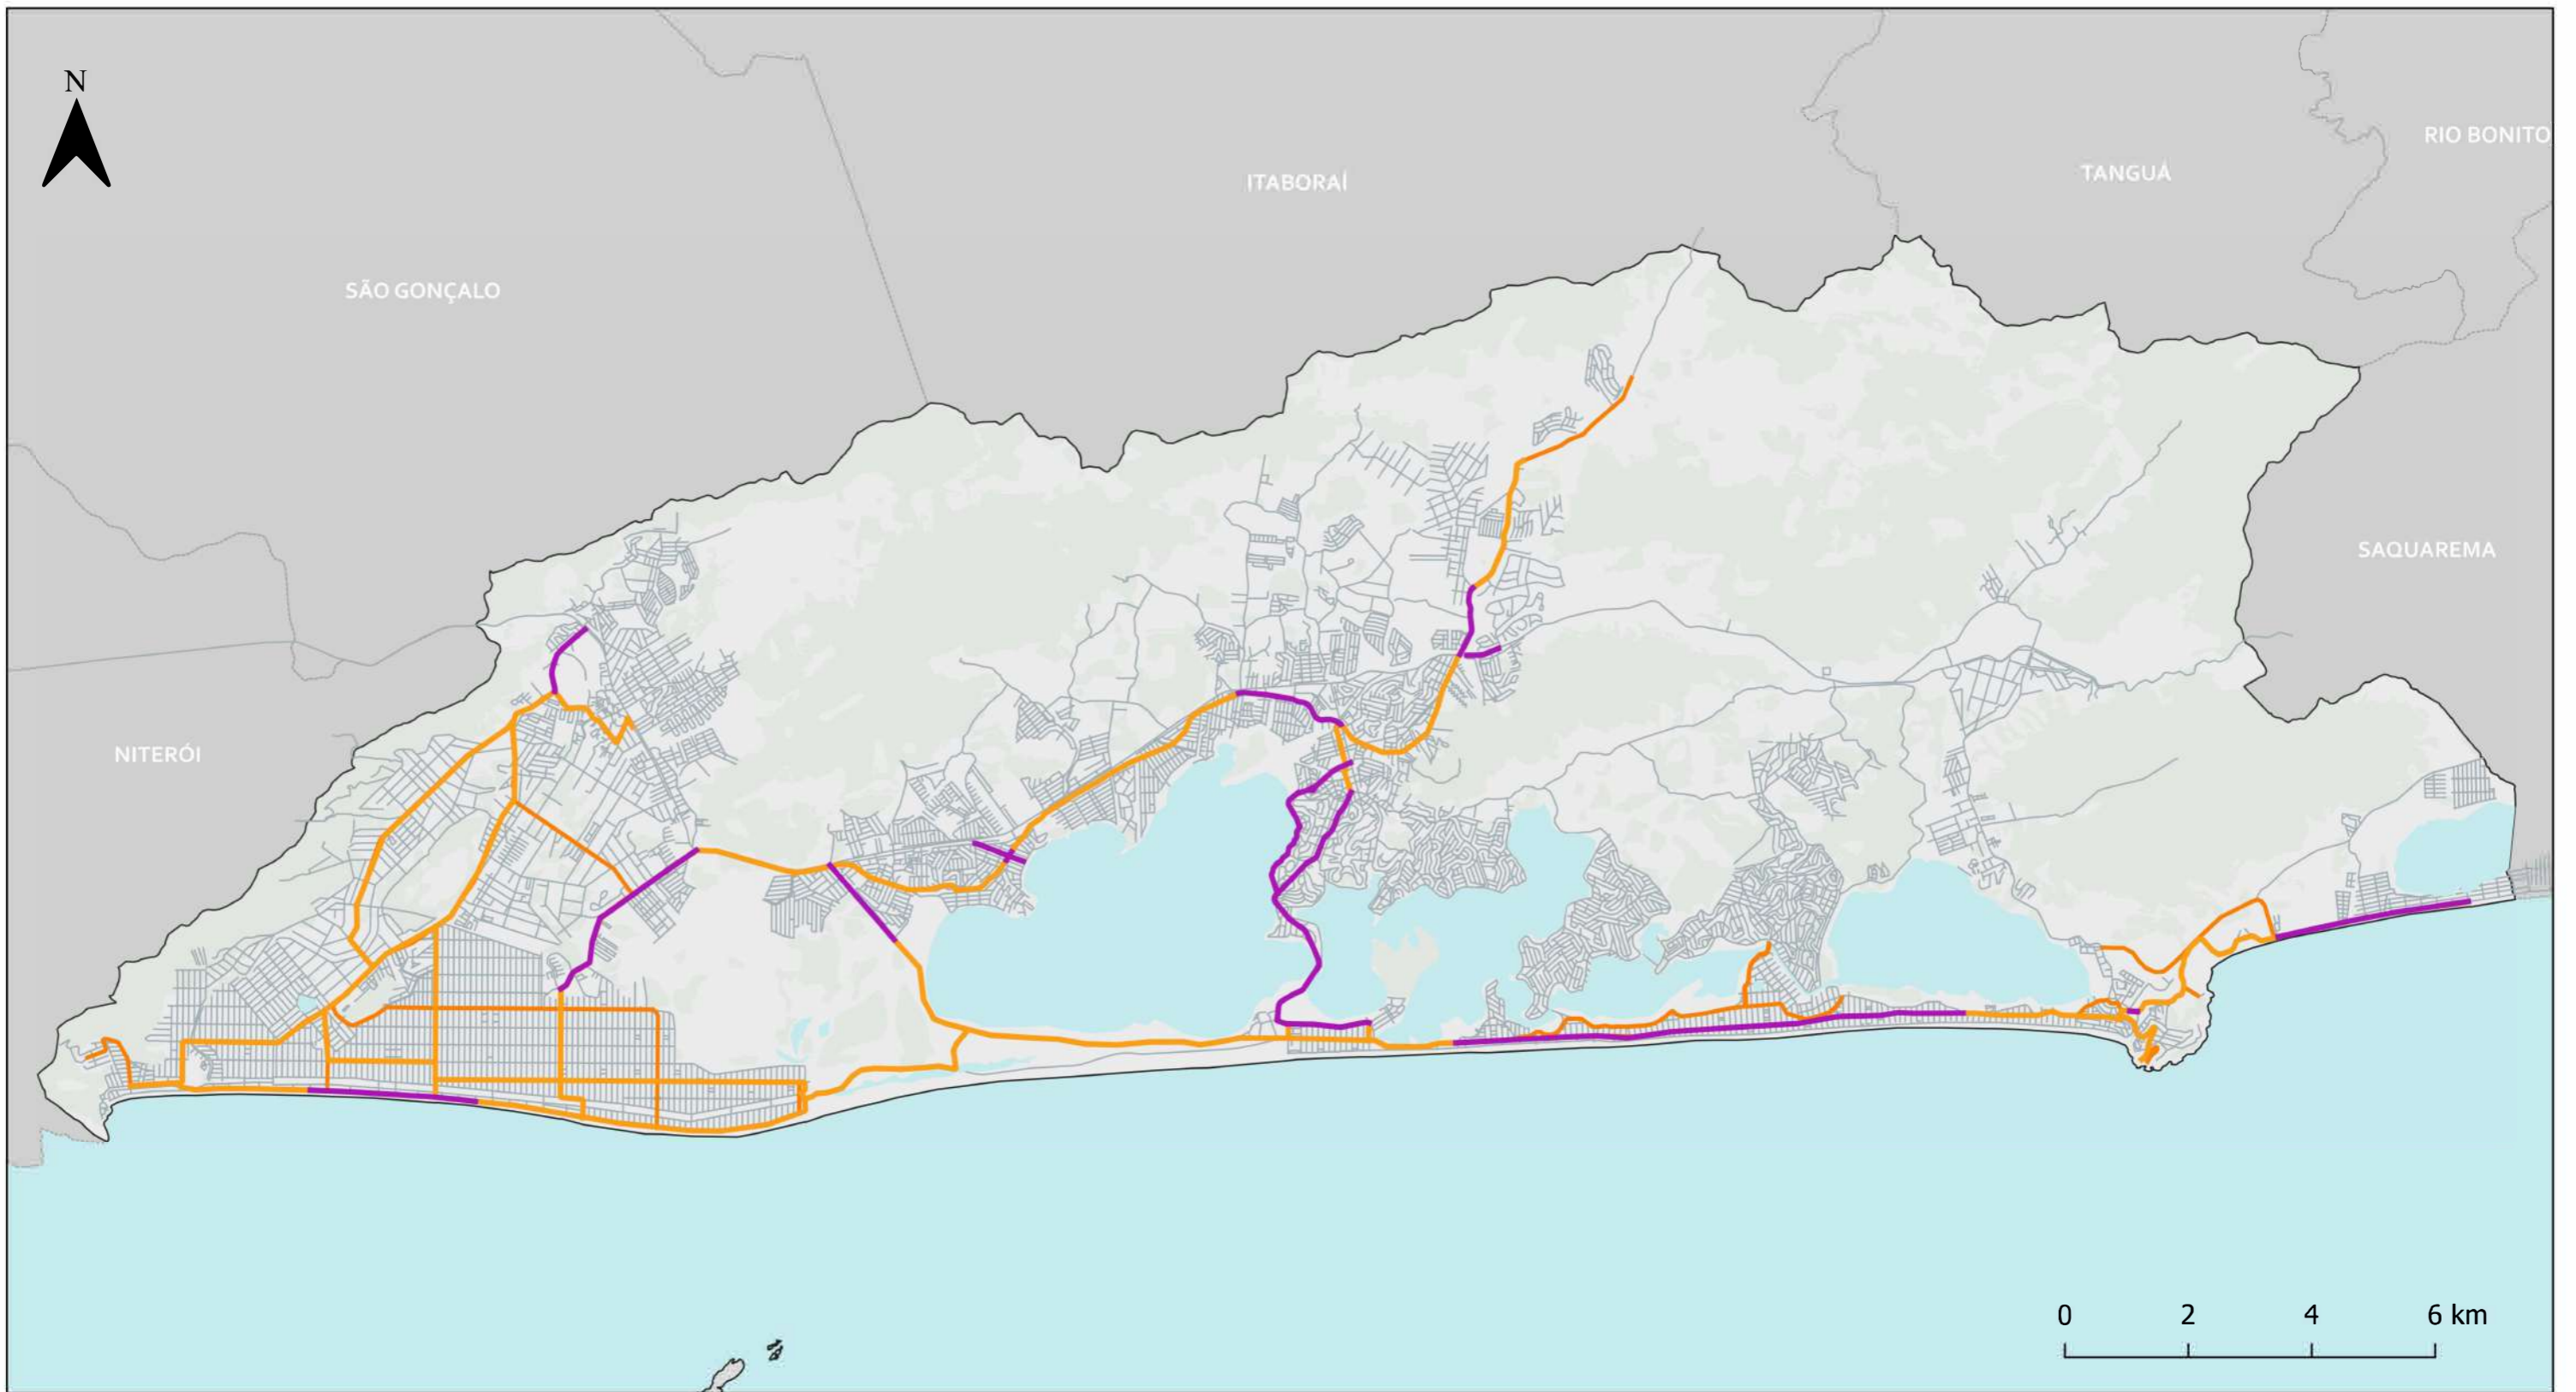 N
RIO BONITO
TANGUÁ
ITABORAÍ
SÃO GONÇALO
SAQUAREMA
NITERÓI
0 2 4 6 km